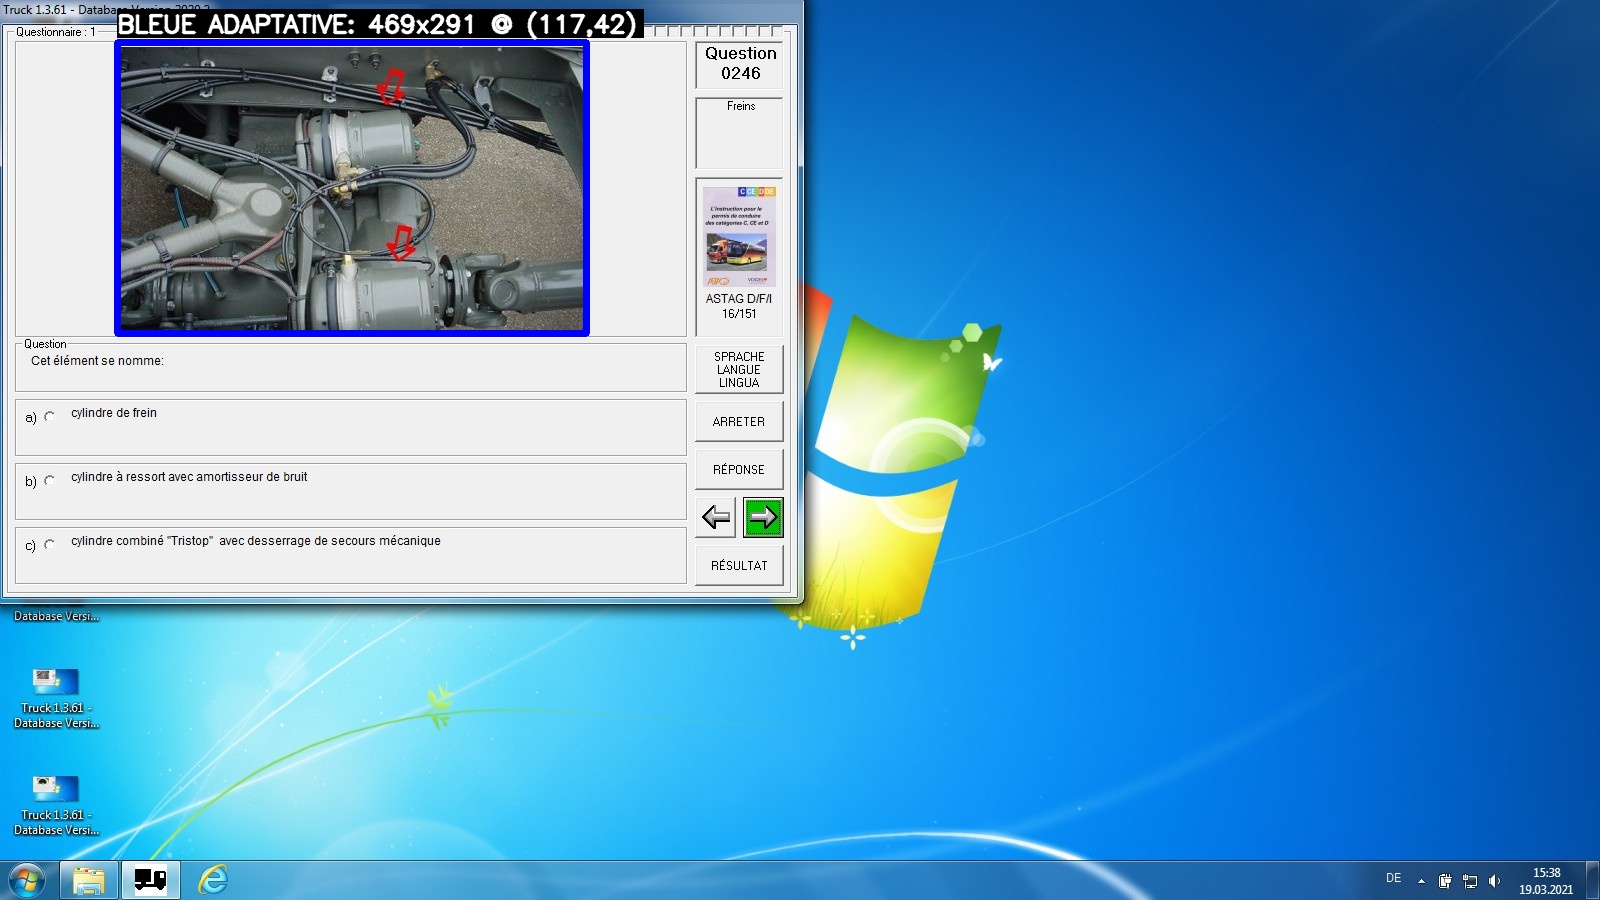 Truck 1.3.61 - Database Version 2020.2
BLEUE ADAPTATIVE: 469x291 @ (117,42)
Questionnaire : 1
Question
0246
Freins
C CE D DE
L'instruction pour le
permis de conduire
des catégories C, CE et D
ASTAG D/F/I
16/151
Question
Cet élément se nomme:
SPRACHE
LANGUE
LINGUA
a)
cylindre de frein
ARRETER
b)
cylindre à ressort avec amortisseur de bruit
RÉPONSE
c)
cylindre combiné "Tristop" avec desserrage de secours mécanique
RÉSULTAT
Database Versi...
Truck 1.3.61 -
Database Versi...
Truck 1.3.61 -
Database Versi...
DE
15:38
19.03.2021